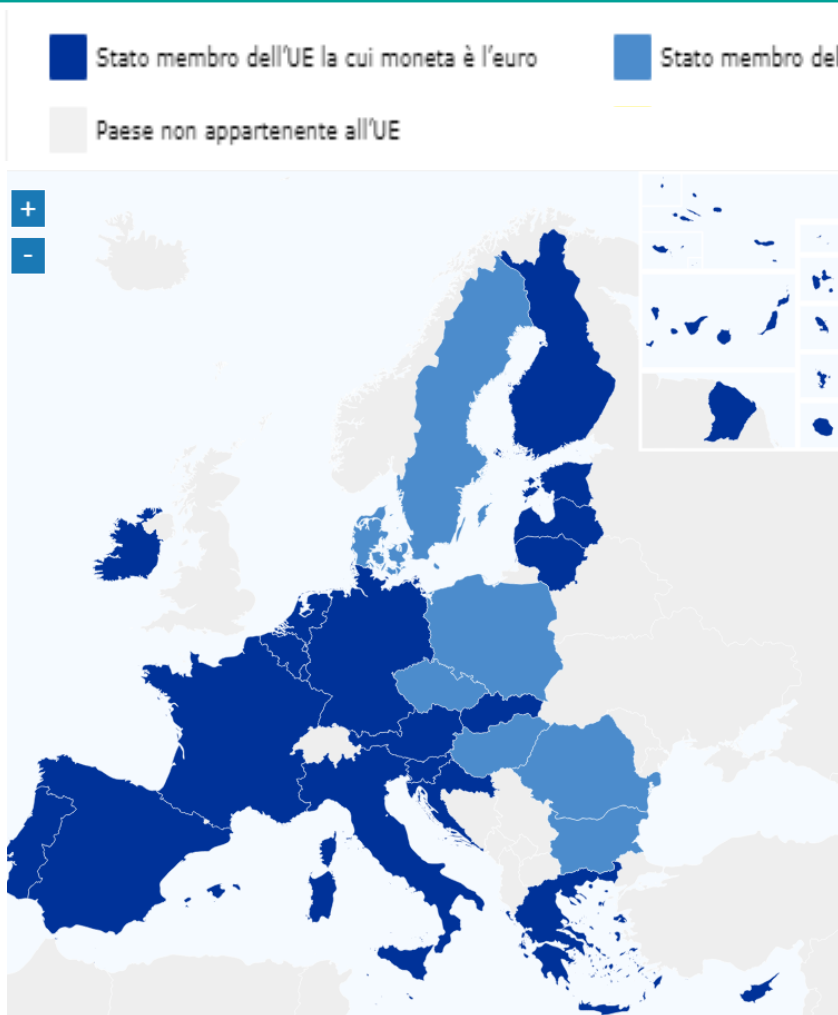 Stato membro dell'UE la cui moneta è l'euro
Stato membro del
Paese non appartenente all'UE
+
-